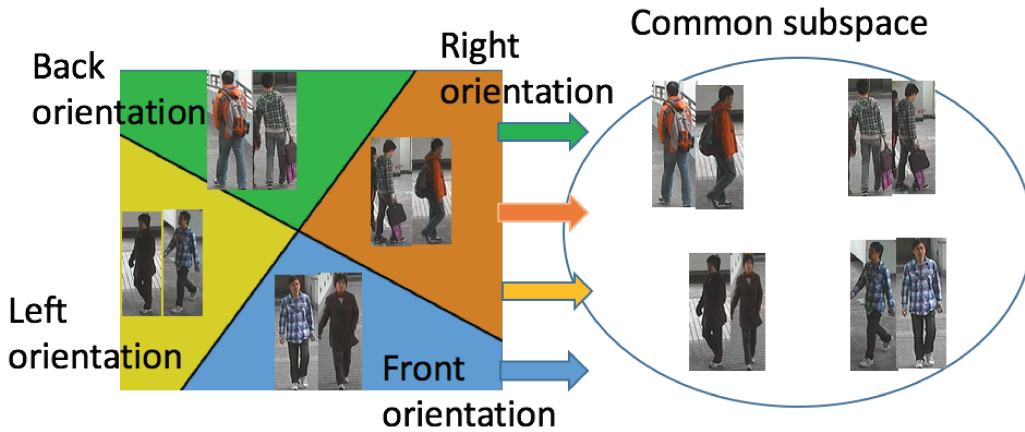 Back
orientation
Right
orientation
Common subspace
Left
orientation
Front
orientation